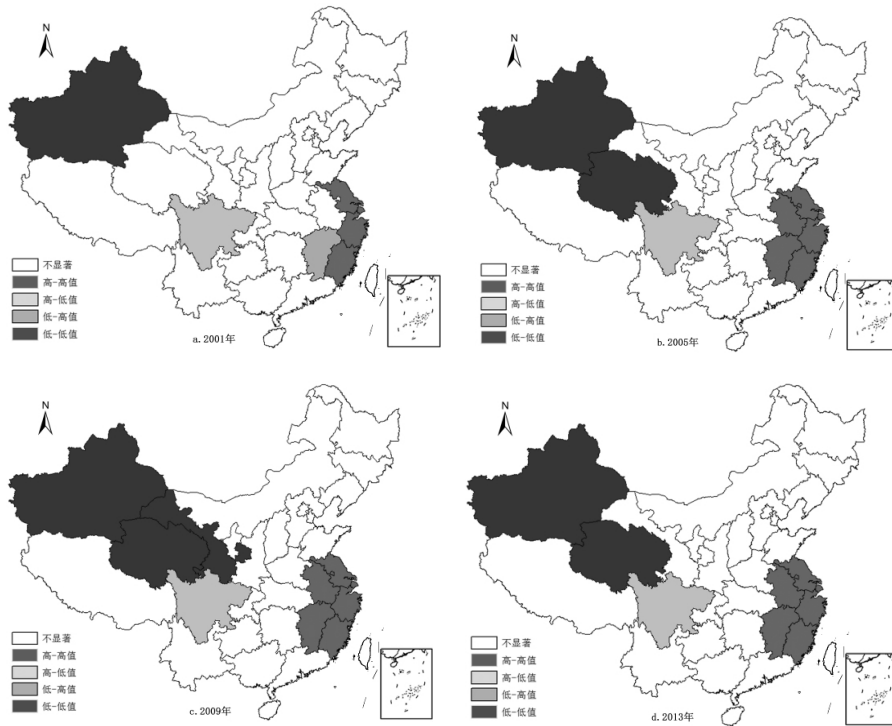 N
不显著
高-高值
高-低值
低-高值
低-低值
a.2001年
N
不显著
高-高值
高-低值
低-高值
低-低值
b.2005年
N
不显著
高-高值
高-低值
低-高值
低-低值
c.2009年
N
不显著
高-高值
高-低值
低-高值
低-低值
d.2013年